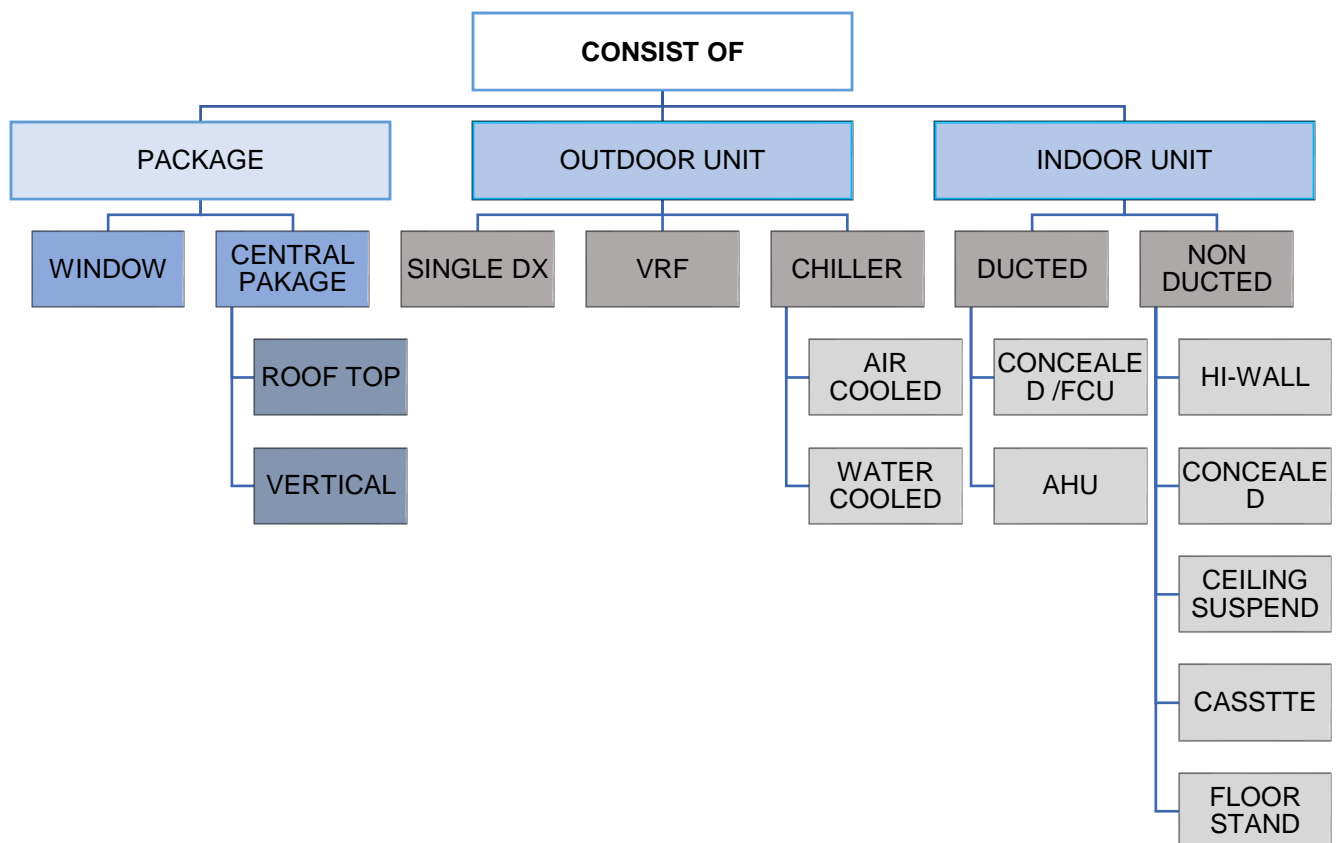 CONSIST OF
PACKAGE
OUTDOOR UNIT
INDOOR UNIT
WINDOW
CENTRAL
PAKAGE
SINGLE DX
VRF
CHILLER
DUCTED
NON
DUCTED
ROOF TOP
VERTICAL
AIR
COOLED
WATER
COOLED
CONCEALE
D /FCU
AHU
HI-WALL
CONCEALE
D
CEILING
SUSPEND
CASSTTE
FLOOR
STAND